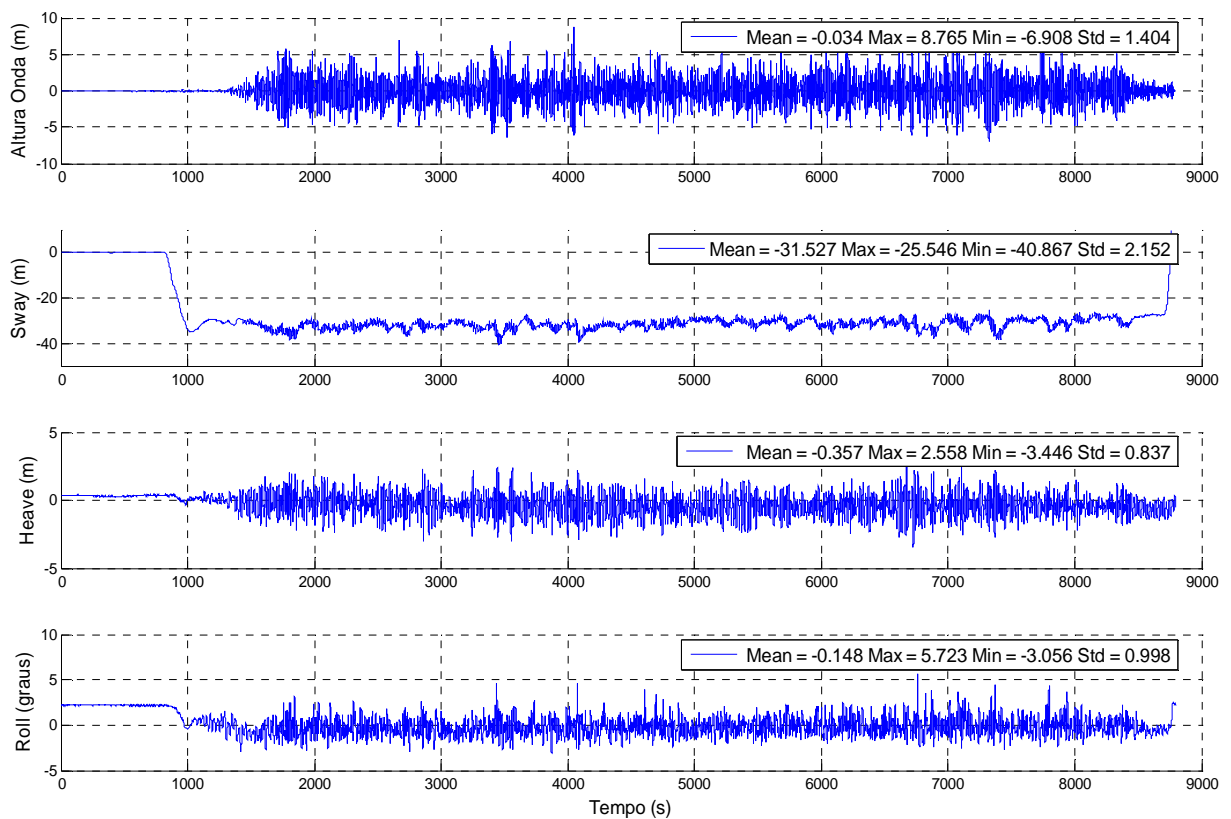 Altura Onda (m)
10
5
0
-5
-10
Mean = -0.034 Max = 8.765 Min = -6.908 Std = 1.404
0 1000 2000 3000 4000 5000 6000 7000 8000 9000
Sway (m)
0
-20
-40
Mean = -31.527 Max = -25.546 Min = -40.867 Std = 2.152
0 1000 2000 3000 4000 5000 6000 7000 8000 9000
Heave (m)
5
0
-5
Mean = -0.357 Max = 2.558 Min = -3.446 Std = 0.837
0 1000 2000 3000 4000 5000 6000 7000 8000 9000
Roll (graus)
10
5
0
-5
Mean = -0.148 Max = 5.723 Min = -3.056 Std = 0.998
0 1000 2000 3000 4000 5000 6000 7000 8000 9000
Tempo (s)